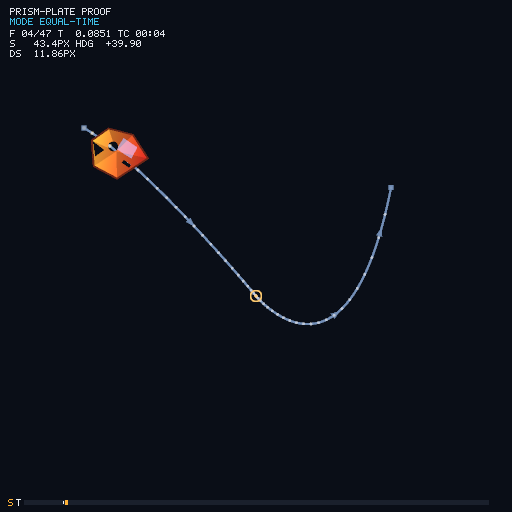 PRISM-PLATE PROOF
MODE EQUAL-TIME
F 04/47 T  0.0851 TC 00:04
S   43.4PX HDG  +39.90
DS  11.86PX
ST